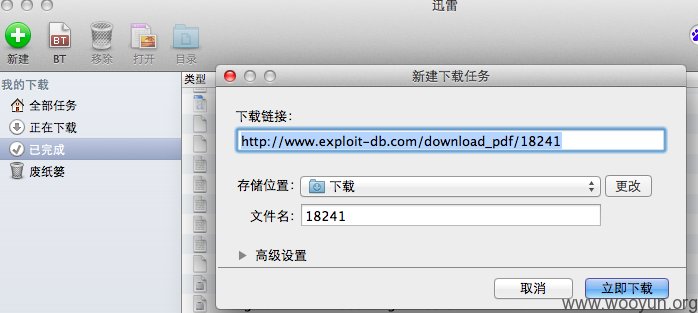 迅雷
新建
BT
BT
移除
打开
目录
我的下载
全部任务
正在下载
已完成
废纸篓
类型
新建下载任务
下载链接：
http://www.exploit-db.com/download_pdf/18241
存储位置：
下载
更改
文件名：
18241
高级设置
取消
立即下载
www.wooyun.org